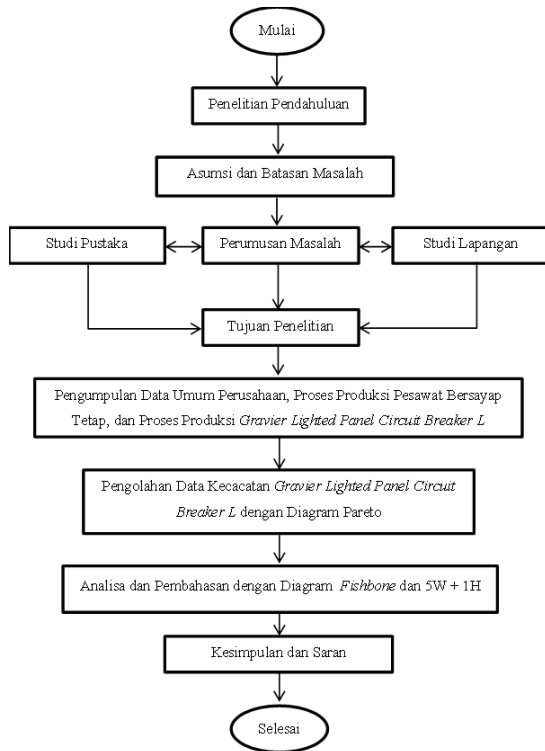 Mulai
Penelitian Pendahuluan
Asumsi dan Batasan Masalah
Studi Pustaka
Perumusan Masalah
Studi Lapangan
Tujuan Penelitian
Pengumpulan Data Umum Perusahaan, Proses Produksi Pesawat Bersayap
Tetap, dan Proses Produksi Gravier Lighted Panel Circuit Breaker L
Pengolahan Data Kecacatan Gravier Lighted Panel Circuit
Breaker L dengan Diagram Pareto
Analisa dan Pembahasan dengan Diagram Fishbone dan 5W + 1H
Kesimpulan dan Saran
Selesai